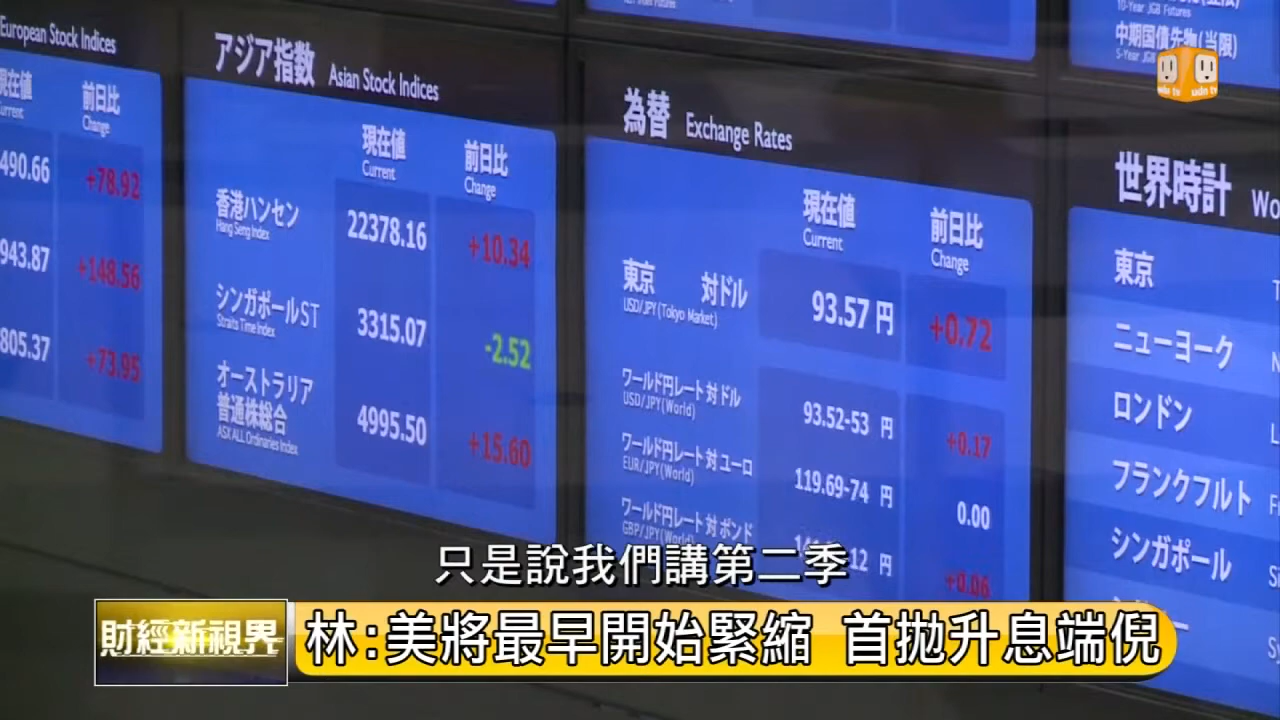 European Stock Indices
現在値
前日比
Change
490.66 +78.92
943.87 +148.56
805.37 +73.95
アジア指数 Asian Stock Indices
現在値
Current
前日比
Change
香港ハンセン
Hang Seng Index
22378.16 +10.34
シンガポールST
Straits Time Index
3315.07 -2.52
オーストラリア
普通株総合
ASX ALL Ordinaries Index
4995.50 +15.60
為替 Exchange Rates
現在値
Current
前日比
Change
東京 対ドル
USD/JPY(Tokyo Market)
93.57 円 +0.72
ワールド円レート 対ドル
USD/JPY(World)
93.52-53 円 +0.17
ワールド円レート 対ユーロ
EUR/JPY(World)
119.69-74 円 0.00
ワールド円レート 対ポンド
GBP/JPY(World)
12 円 +0.06
10-Year JGB Futures
中期国債先物(当限)
5-Year JGB Futures
udn tv
世界時計
東京
ニューヨーク
ロンドン
フランクフルト
シンガポール
只是說我們講第二季
財經新視界
林:美將最早開始緊縮 首拋升息端倪